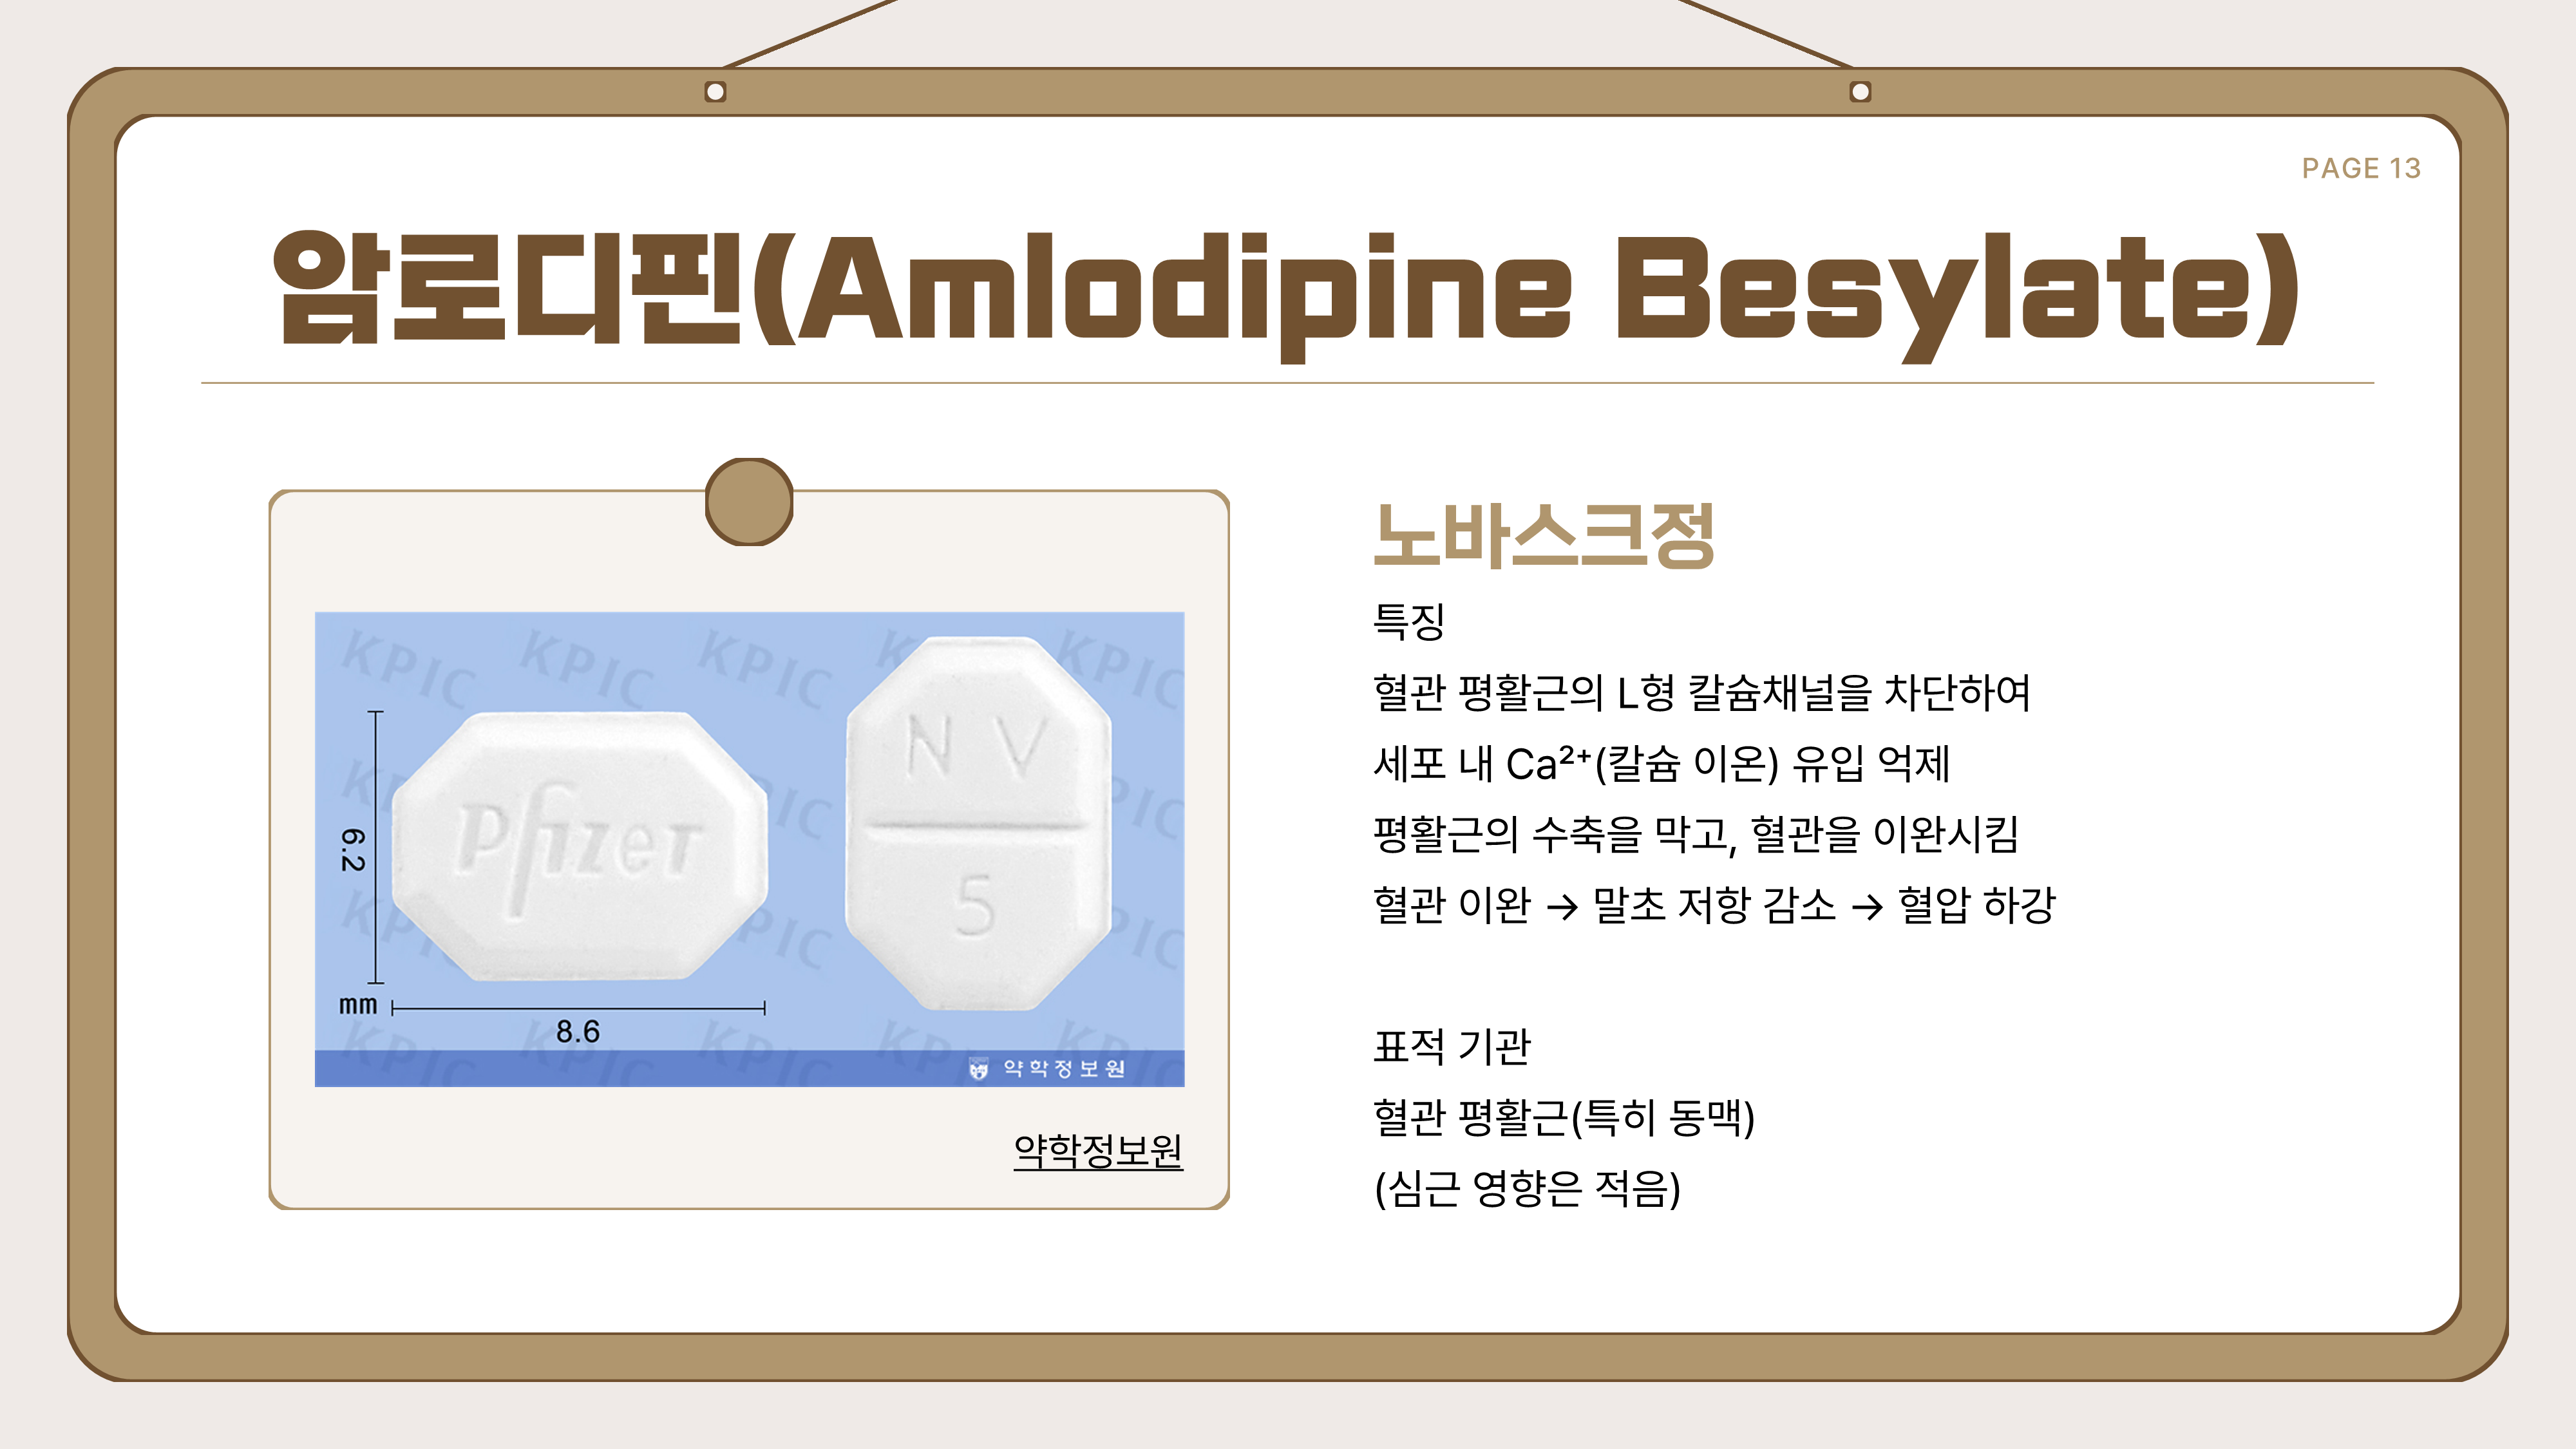 PAGE 13
암로디핀(Amlodipine Besylate)
KPIC KPIC KPIC KPIC KPIC
Pfizer
N V
5
6.2
mm
8.6
약학정보원
약학정보원
노바스크정
특징
혈관 평활근의 L형 칼슘채널을 차단하여
세포 내 Ca²⁺(칼슘 이온) 유입 억제
평활근의 수축을 막고, 혈관을 이완시킴
혈관 이완 → 말초 저항 감소 → 혈압 하강
표적 기관
혈관 평활근(특히 동맥)
(심근 영향은 적음)